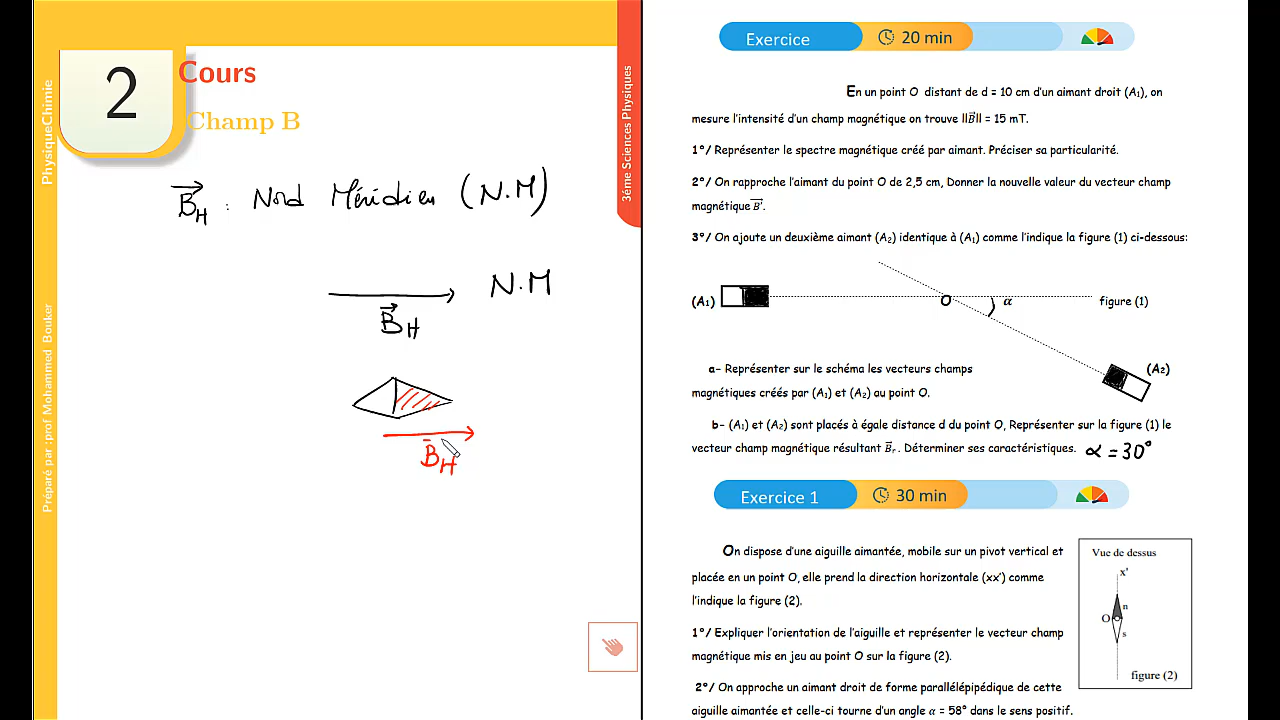 PhysiqueChimie
Préparé par :prof Mohammed Bouker
2
Cours
Champ B
3éme Sciences Physiques
B⃗H : Nord Méridien (N.M)
N.M
B⃗H
B⃗H
Exercice
20 min
En un point O distant de d = 10 cm d'un aimant droit (A₁), on
mesure l'intensité d'un champ magnétique on trouve ||B⃗|| = 15 mT.
1°/ Représenter le spectre magnétique créé par aimant. Préciser sa particularité.
2°/ On rapproche l'aimant du point O de 2,5 cm, Donner la nouvelle valeur du vecteur champ
magnétique B⃗'.
3°/ On ajoute un deuxième aimant (A₂) identique à (A₁) comme l'indique la figure (1) ci-dessous:
(A₁)
O
α
figure (1)
(A₂)
a- Représenter sur le schéma les vecteurs champs
magnétiques créés par (A₁) et (A₂) au point O.
b- (A₁) et (A₂) sont placés à égale distance d du point O, Représenter sur la figure (1) le
vecteur champ magnétique résultant B⃗r . Déterminer ses caractéristiques. α = 30°
Exercice 1
30 min
On dispose d'une aiguille aimantée, mobile sur un pivot vertical et
placée en un point O, elle prend la direction horizontale (xx') comme
l'indique la figure (2).
1°/ Expliquer l'orientation de l'aiguille et représenter le vecteur champ
magnétique mis en jeu au point O sur la figure (2).
2°/ On approche un aimant droit de forme parallélépipédique de cette
aiguille aimantée et celle-ci tourne d'un angle α = 58° dans le sens positif.
Vue de dessus
x'
n
O
s
figure (2)